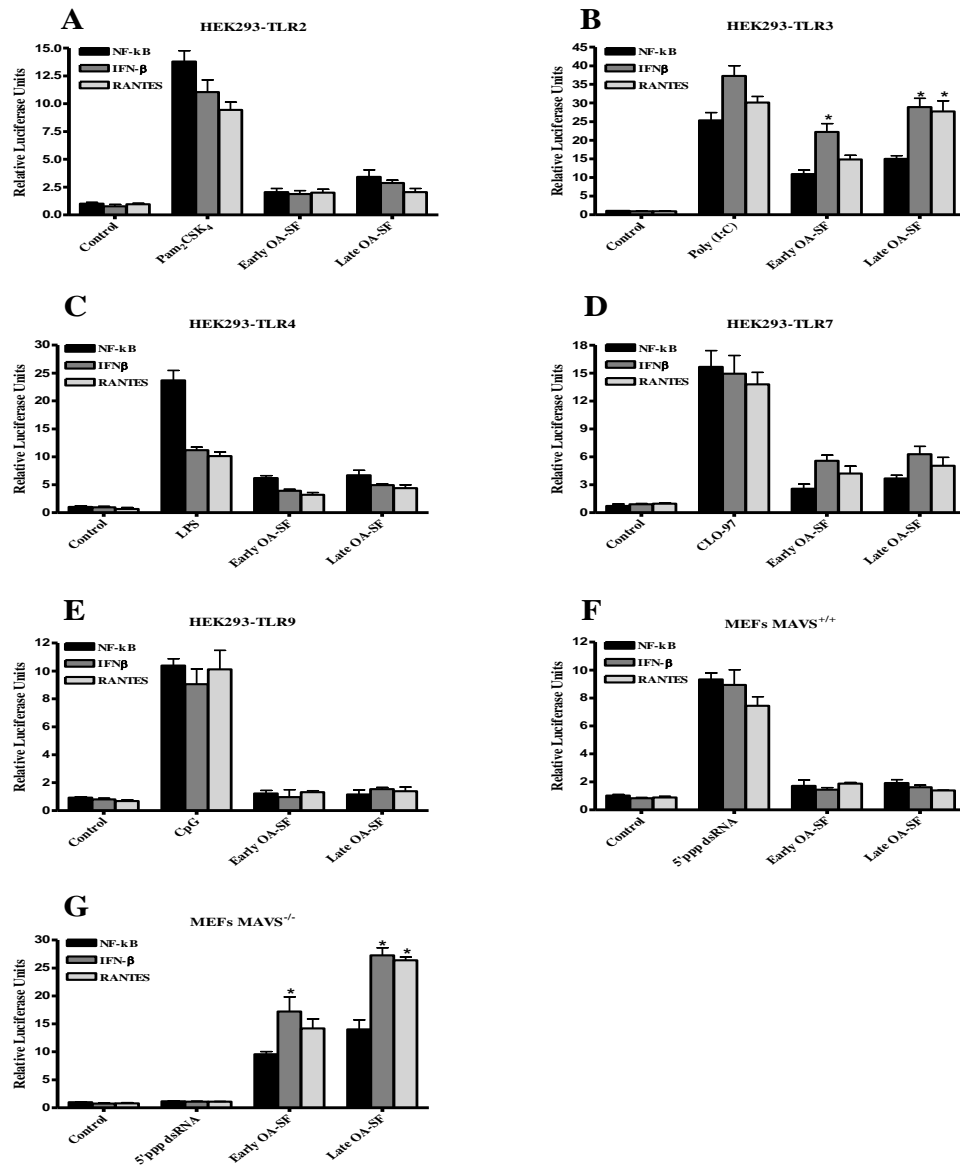 A
HEK293-TLR2
NF-kB
IFN-β
RANTES
Relative Luciferase Units
15.0
12.5
10.0
7.5
5.0
2.5
0.0
Control
Pam₂CSK₄
Early OA-SF
Late OA-SF
B
HEK293-TLR3
NF-kB
IFNβ
RANTES
Relative Luciferase Units
45
40
35
30
25
20
15
10
5
0
*
* *
Control
Poly (I:C)
Early OA-SF
Late OA-SF
C
HEK293-TLR4
NF-kB
IFNβ
RANTES
Relative Luciferase Units
30
25
20
15
10
5
0
Control
LPS
Early OA-SF
Late OA-SF
D
HEK293-TLR7
NF-kB
IFNβ
RANTES
Relative Luciferase Units
18
15
12
9
6
3
0
Control
CLO-97
Early OA-SF
Late OA-SF
E
HEK293-TLR9
NF-kB
IFNβ
RANTES
Relative Luciferase Units
12
10
8
6
4
2
0
Control
CpG
Early OA-SF
Late OA-SF
F
MEFs MAVS⁺/⁺
NF-kB
IFN-β
RANTES
Relative Luciferase Units
12
10
8
6
4
2
0
Control
5'ppp dsRNA
Early OA-SF
Late OA-SF
G
MEFs MAVS⁻/⁻
NF-kB
IFN-β
RANTES
Relative Luciferase Units
30
25
20
15
10
5
0
*
* *
Control
5'ppp dsRNA
Early OA-SF
Late OA-SF